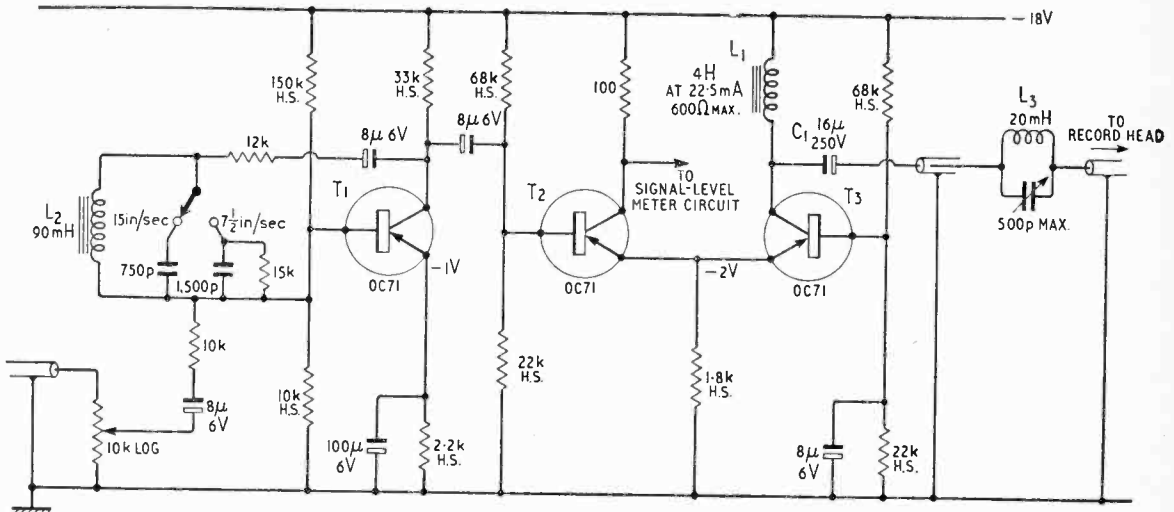 -18V
150k
H.S.
33k
H.S.
68k
H.S.
100
L1
4H
AT 22·5mA
600Ω MAX.
68k
H.S.
L3
20mH
TO
RECORD HEAD
8μ 6V
8μ 6V
12k
C1
16μ
250V
TO
SIGNAL-LEVEL
METER CIRCUIT
500p MAX.
L2
90mH
15in/sec
7½in/sec
T1
T2
T3
750p
1,500p
15k
-1V
-2V
OC71
OC71
OC71
10k
10k
H.S.
22k
H.S.
1·8k
H.S.
8μ
6V
10k LOG
100μ
6V
2·2k
H.S.
8μ
6V
22k
H.S.